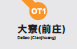 OT1
大寮(前庄)
Daliao (Cianjhuang)